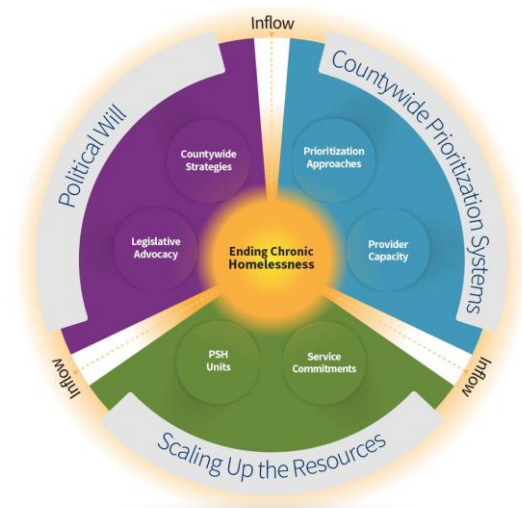 Inflow
Political Will
Countywide Prioritization Systems
Countywide
Strategies
Prioritization
Approaches
Legislative
Advocacy
Ending Chronic
Homelessness
Provider
Capacity
PSH
Units
Service
Commitments
Inflow
Inflow
Scaling Up the Resources